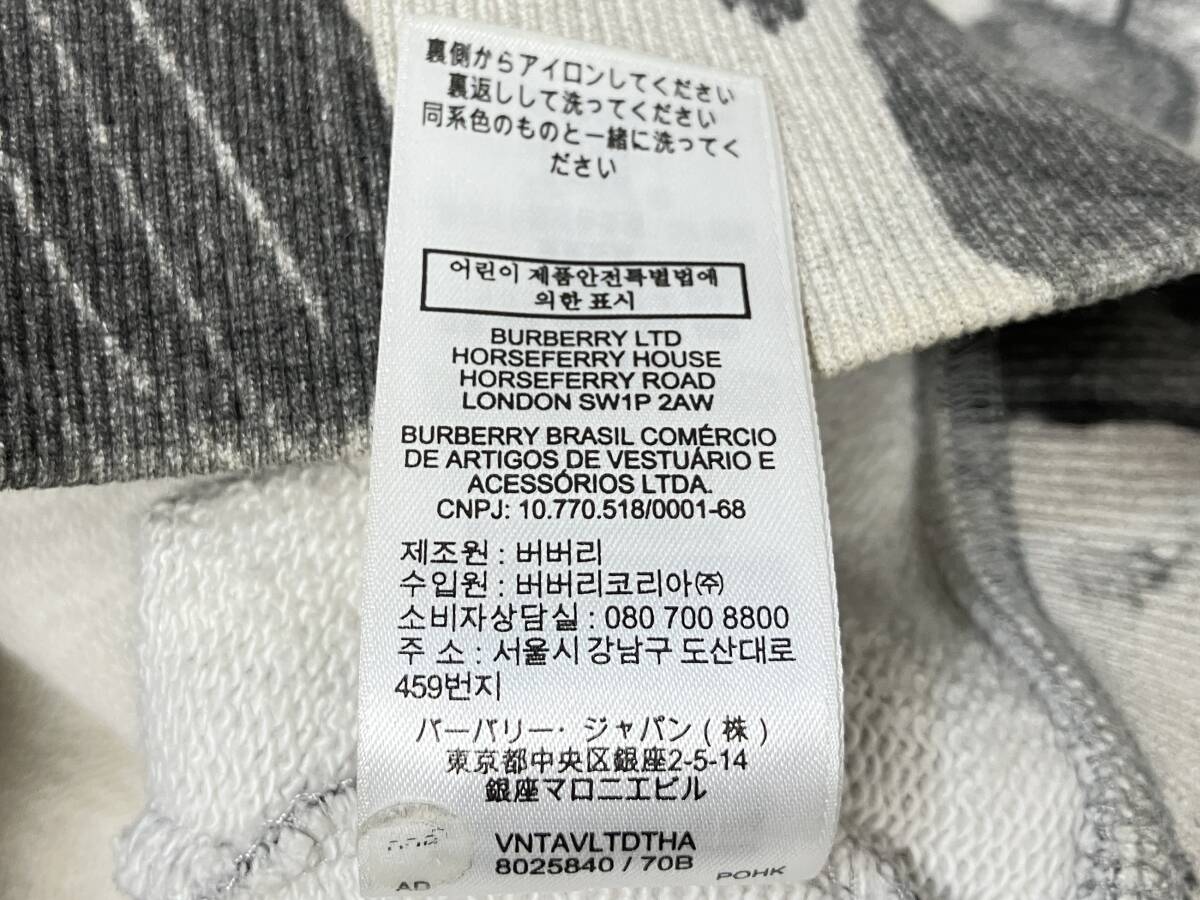 裏側からアイロンしてください
裏返しして洗ってください
同系色のものと一緒に洗ってく
ださい
어린이 제품안전특별법에
의한 표시
BURBERRY LTD
HORSEFERRY HOUSE
HORSEFERRY ROAD
LONDON SW1P 2AW
BURBERRY BRASIL COMÉRCIO
DE ARTIGOS DE VESTUÁRIO E
ACESSÓRIOS LTDA.
CNPJ: 10.770.518/0001-68
제조원 : 버버리
수입원 : 버버리코리아㈜
소비자상담실 : 080 700 8800
주 소 : 서울시 강남구 도산대로
459번지
バーバリー・ジャパン(株)
東京都中央区銀座2-5-14
銀座マロニエビル
VNTAVLTDTHA
8025840 / 70B
AD
POHK